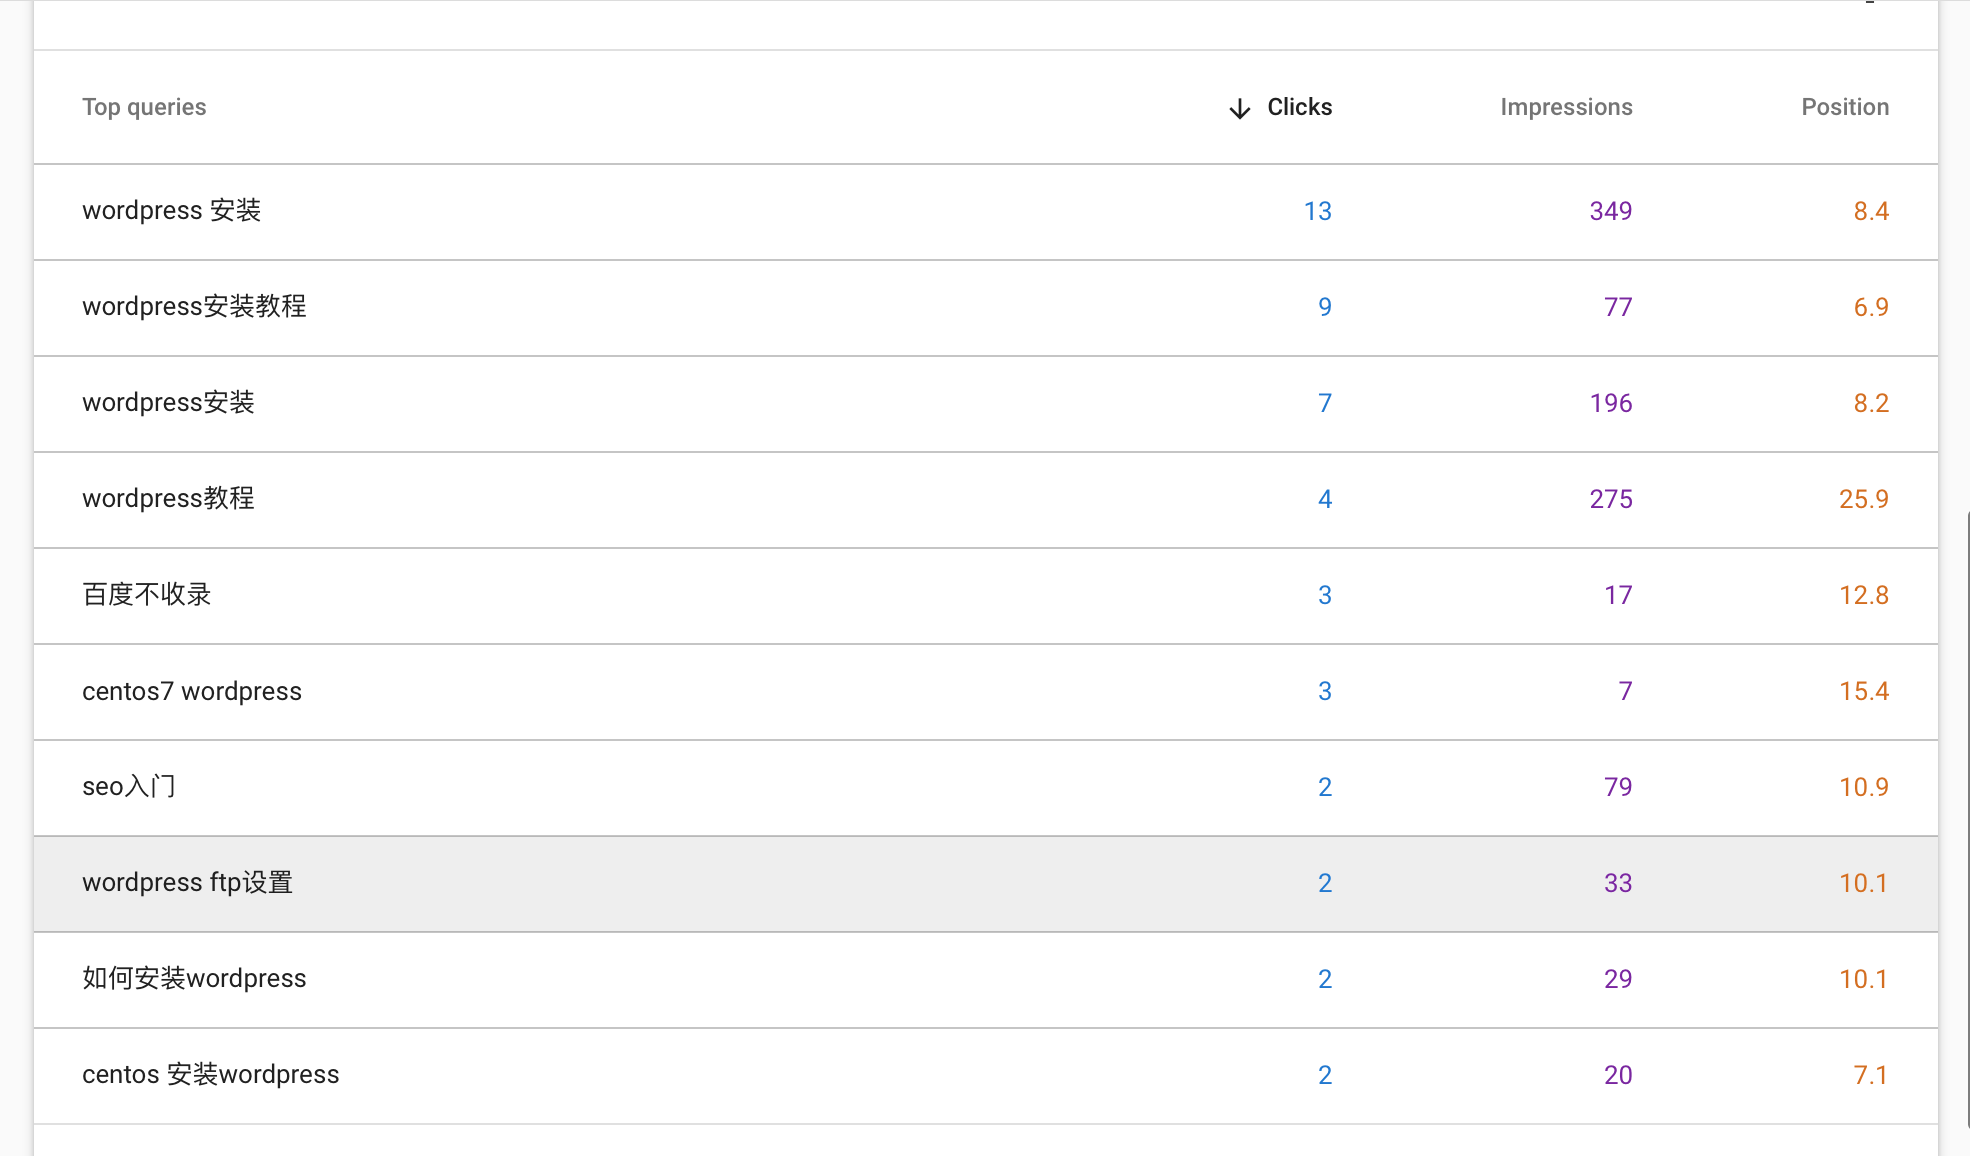 Top queries Clicks Impressions Position
wordpress 安装 13 349 8.4
wordpress安装教程 9 77 6.9
wordpress安装 7 196 8.2
wordpress教程 4 275 25.9
百度不收录 3 17 12.8
centos7 wordpress 3 7 15.4
seo入门 2 79 10.9
wordpress ftp设置 2 33 10.1
如何安装wordpress 2 29 10.1
centos 安装wordpress 2 20 7.1